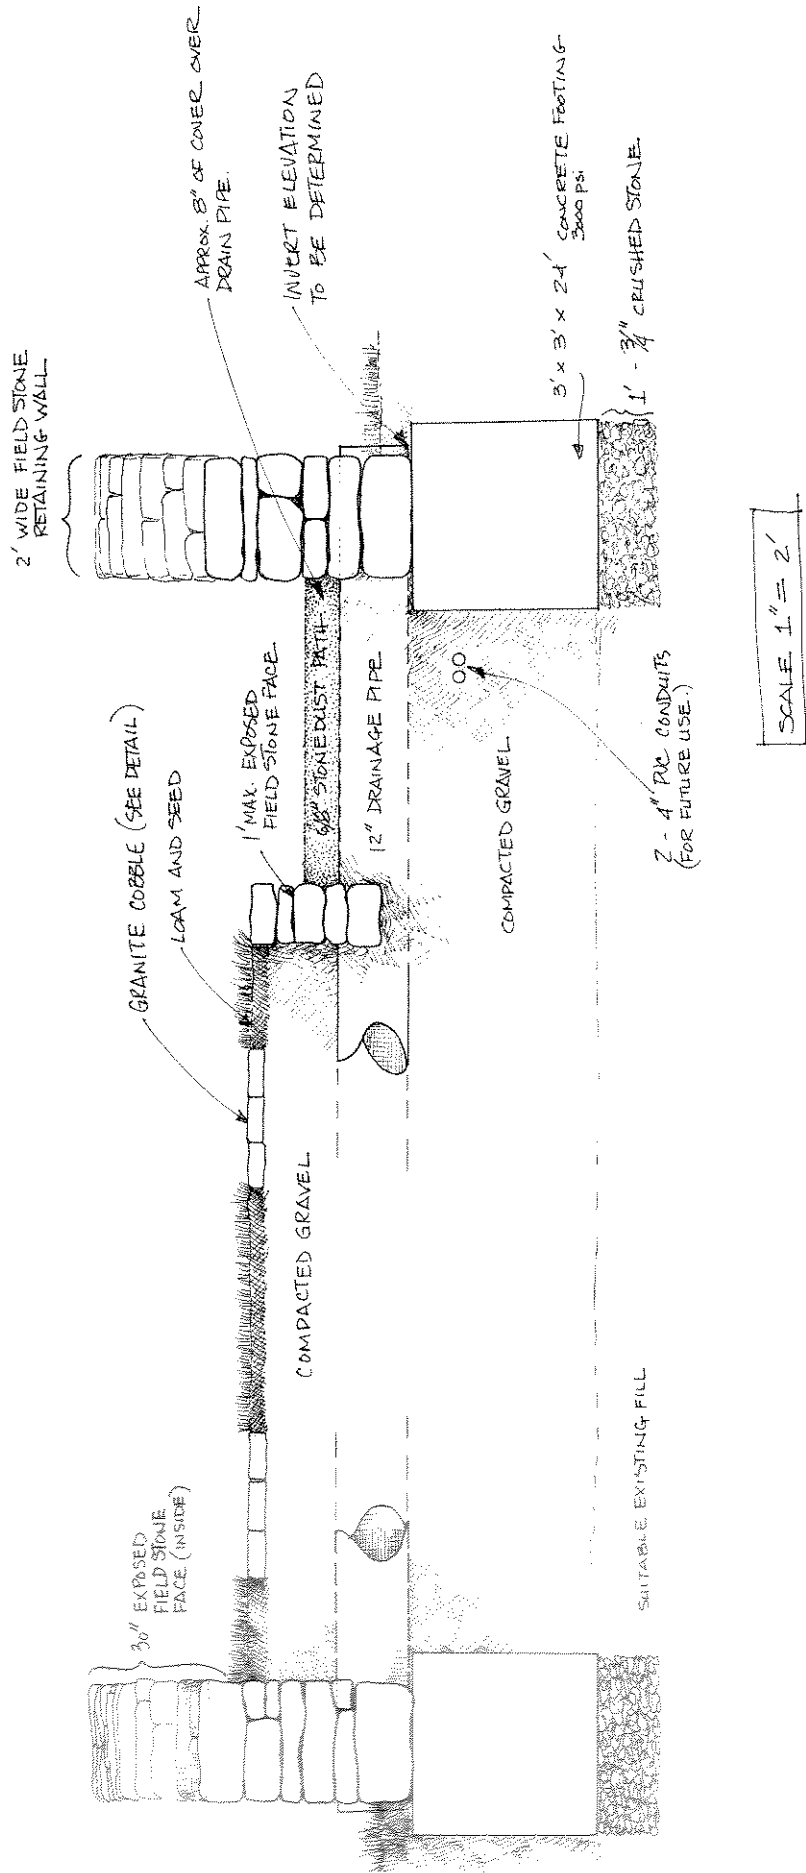 2' WIDE FIELD STONE
RETAINING WALL
APPROX. 8" OF COVER OVER
DRAIN PIPE.
INVERT ELEVATION
TO BE DETERMINED
30" EXPOSED
FIELD STONE
FACE (INSIDE)
GRANITE COBBLE (SEE DETAIL)
LOAM AND SEED
1' MAX. EXPOSED
FIELD STONE FACE.
STONEDUST PATH
12" DRAINAGE PIPE
COMPACTED GRAVEL
COMPACTED GRAVEL
3' x 3' x 24' CONCRETE FOOTING
3000 PSI
1' - 3/4" CRUSHED STONE.
2 - 4" PVC CONDUITS
(FOR FUTURE USE.)
SUITABLE EXISTING FILL
SCALE 1" = 2'